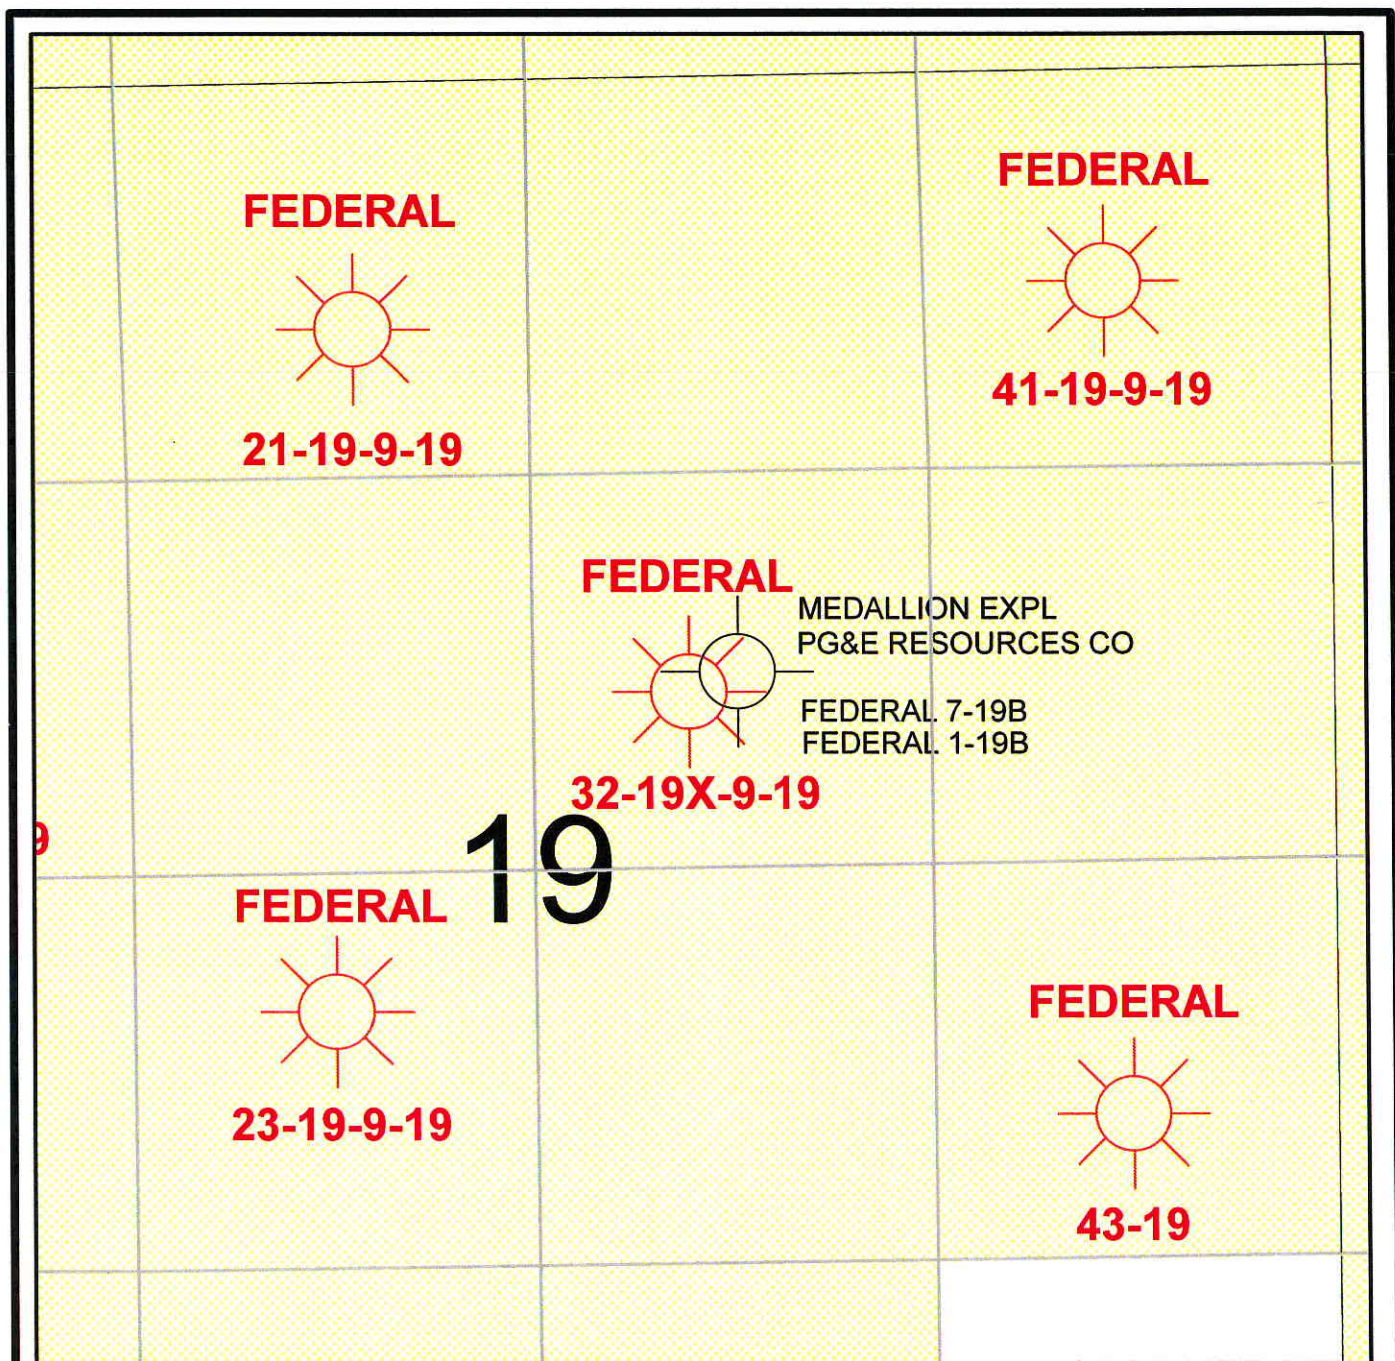 FEDERAL
41-19-9-19
FEDERAL
21-19-9-19
FEDERAL
MEDALLION EXPL
PG&E RESOURCES CO
FEDERAL 7-19B
FEDERAL 1-19B
32-19X-9-19
19
9
FEDERAL
23-19-9-19
FEDERAL
43-19